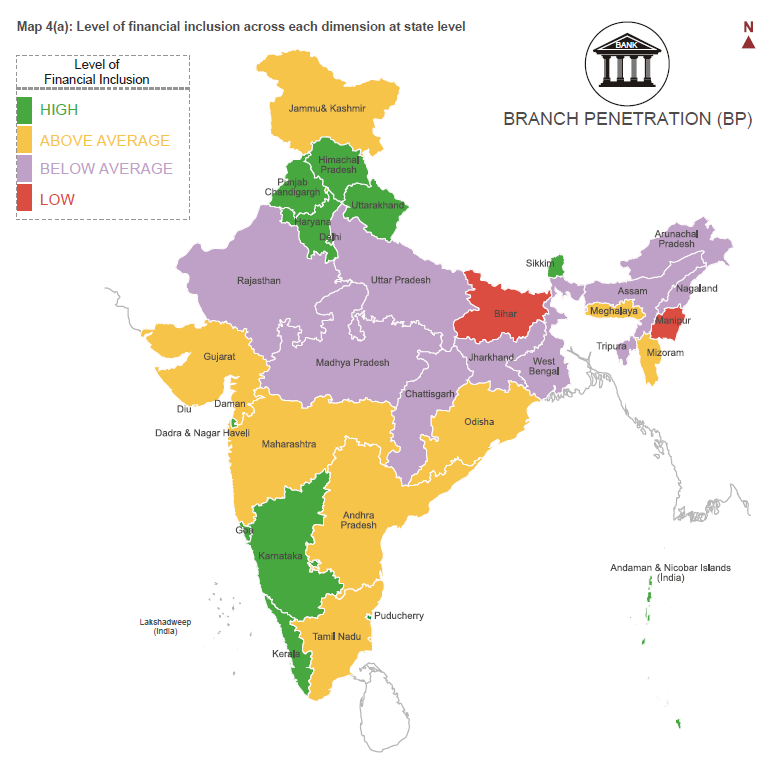 Map 4(a): Level of financial inclusion across each dimension at state level
N
BANK
BRANCH PENETRATION (BP)
Level of
Financial Inclusion
HIGH
ABOVE AVERAGE
BELOW AVERAGE
LOW
Jammu& Kashmir
Himachal
Pradesh
Punjab
Chandigargh
Uttarakhand
Haryana
Delhi
Arunachal
Pradesh
Sikkim
Rajasthan
Uttar Pradesh
Assam
Nagaland
Bihar
Meghalaya
Manipur
Tripura
Mizoram
Gujarat
Madhya Pradesh
Jharkhand
West
Bengal
Chattisgarh
Diu
Daman
Odisha
Dadra & Nagar Haveli
Maharashtra
Andhra
Pradesh
Goa
Karnataka
Andaman & Nicobar Islands
(India)
Lakshadweep
(India)
Puducherry
Tamil Nadu
Kerala